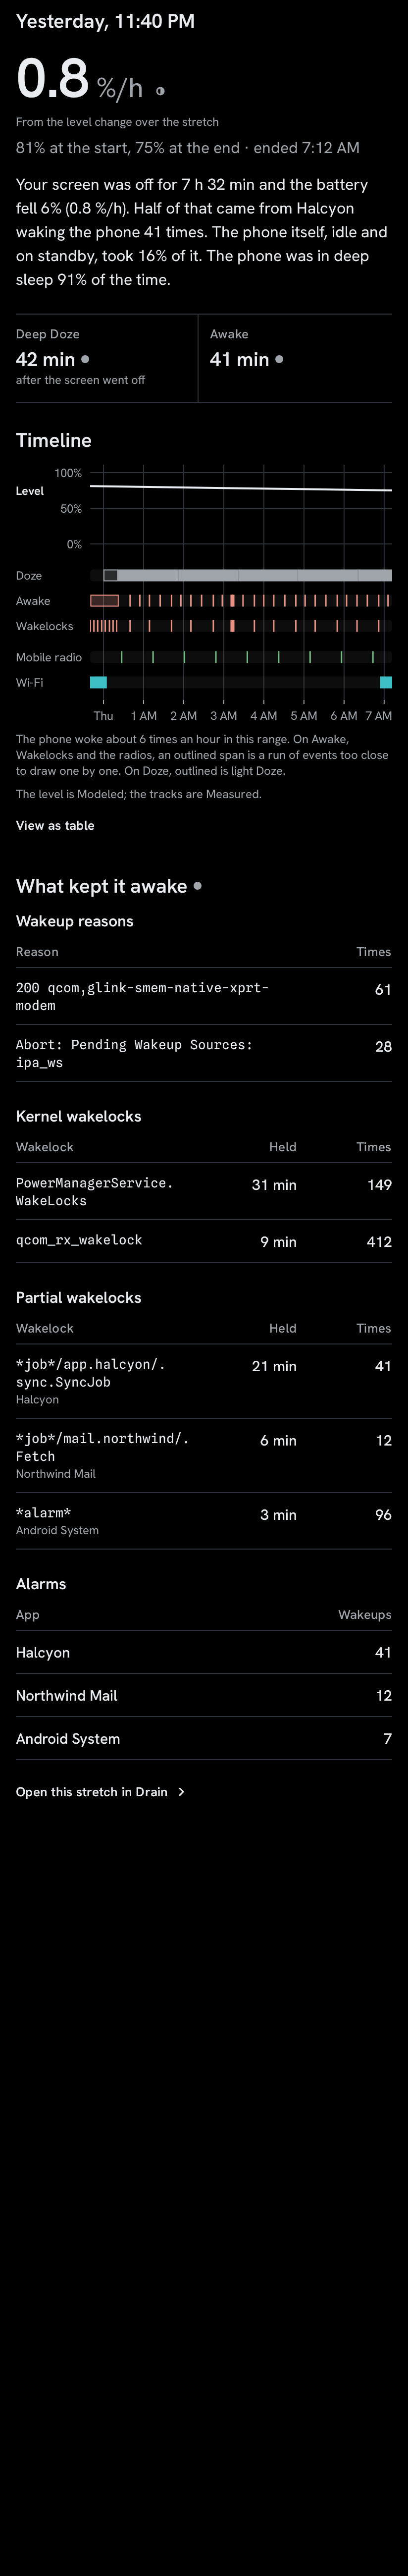 Yesterday, 11:40 PM
0.8 %/h
From the level change over the stretch
81% at the start, 75% at the end · ended 7:12 AM
Your screen was off for 7 h 32 min and the battery
fell 6% (0.8 %/h). Half of that came from Halcyon
waking the phone 41 times. The phone itself, idle and
on standby, took 16% of it. The phone was in deep
sleep 91% of the time.
Deep Doze
42 min
after the screen went off
Awake
41 min
Timeline
100%
Level
50%
0%
Doze
Awake
Wakelocks
Mobile radio
Wi-Fi
Thu 1 AM 2 AM 3 AM 4 AM 5 AM 6 AM 7 AM
The phone woke about 6 times an hour in this range. On Awake,
Wakelocks and the radios, an outlined span is a run of events too close
to draw one by one. On Doze, outlined is light Doze.
The level is Modeled; the tracks are Measured.
View as table
What kept it awake
Wakeup reasons
Reason Times
200 qcom,glink-smem-native-xprt-
modem
61
Abort: Pending Wakeup Sources:
ipa_ws
28
Kernel wakelocks
Wakelock Held Times
PowerManagerService.
WakeLocks
31 min 149
qcom_rx_wakelock 9 min 412
Partial wakelocks
Wakelock Held Times
*job*/app.halcyon/.
sync.SyncJob
Halcyon
21 min 41
*job*/mail.northwind/.
Fetch
Northwind Mail
6 min 12
*alarm*
Android System
3 min 96
Alarms
App Wakeups
Halcyon 41
Northwind Mail 12
Android System 7
Open this stretch in Drain